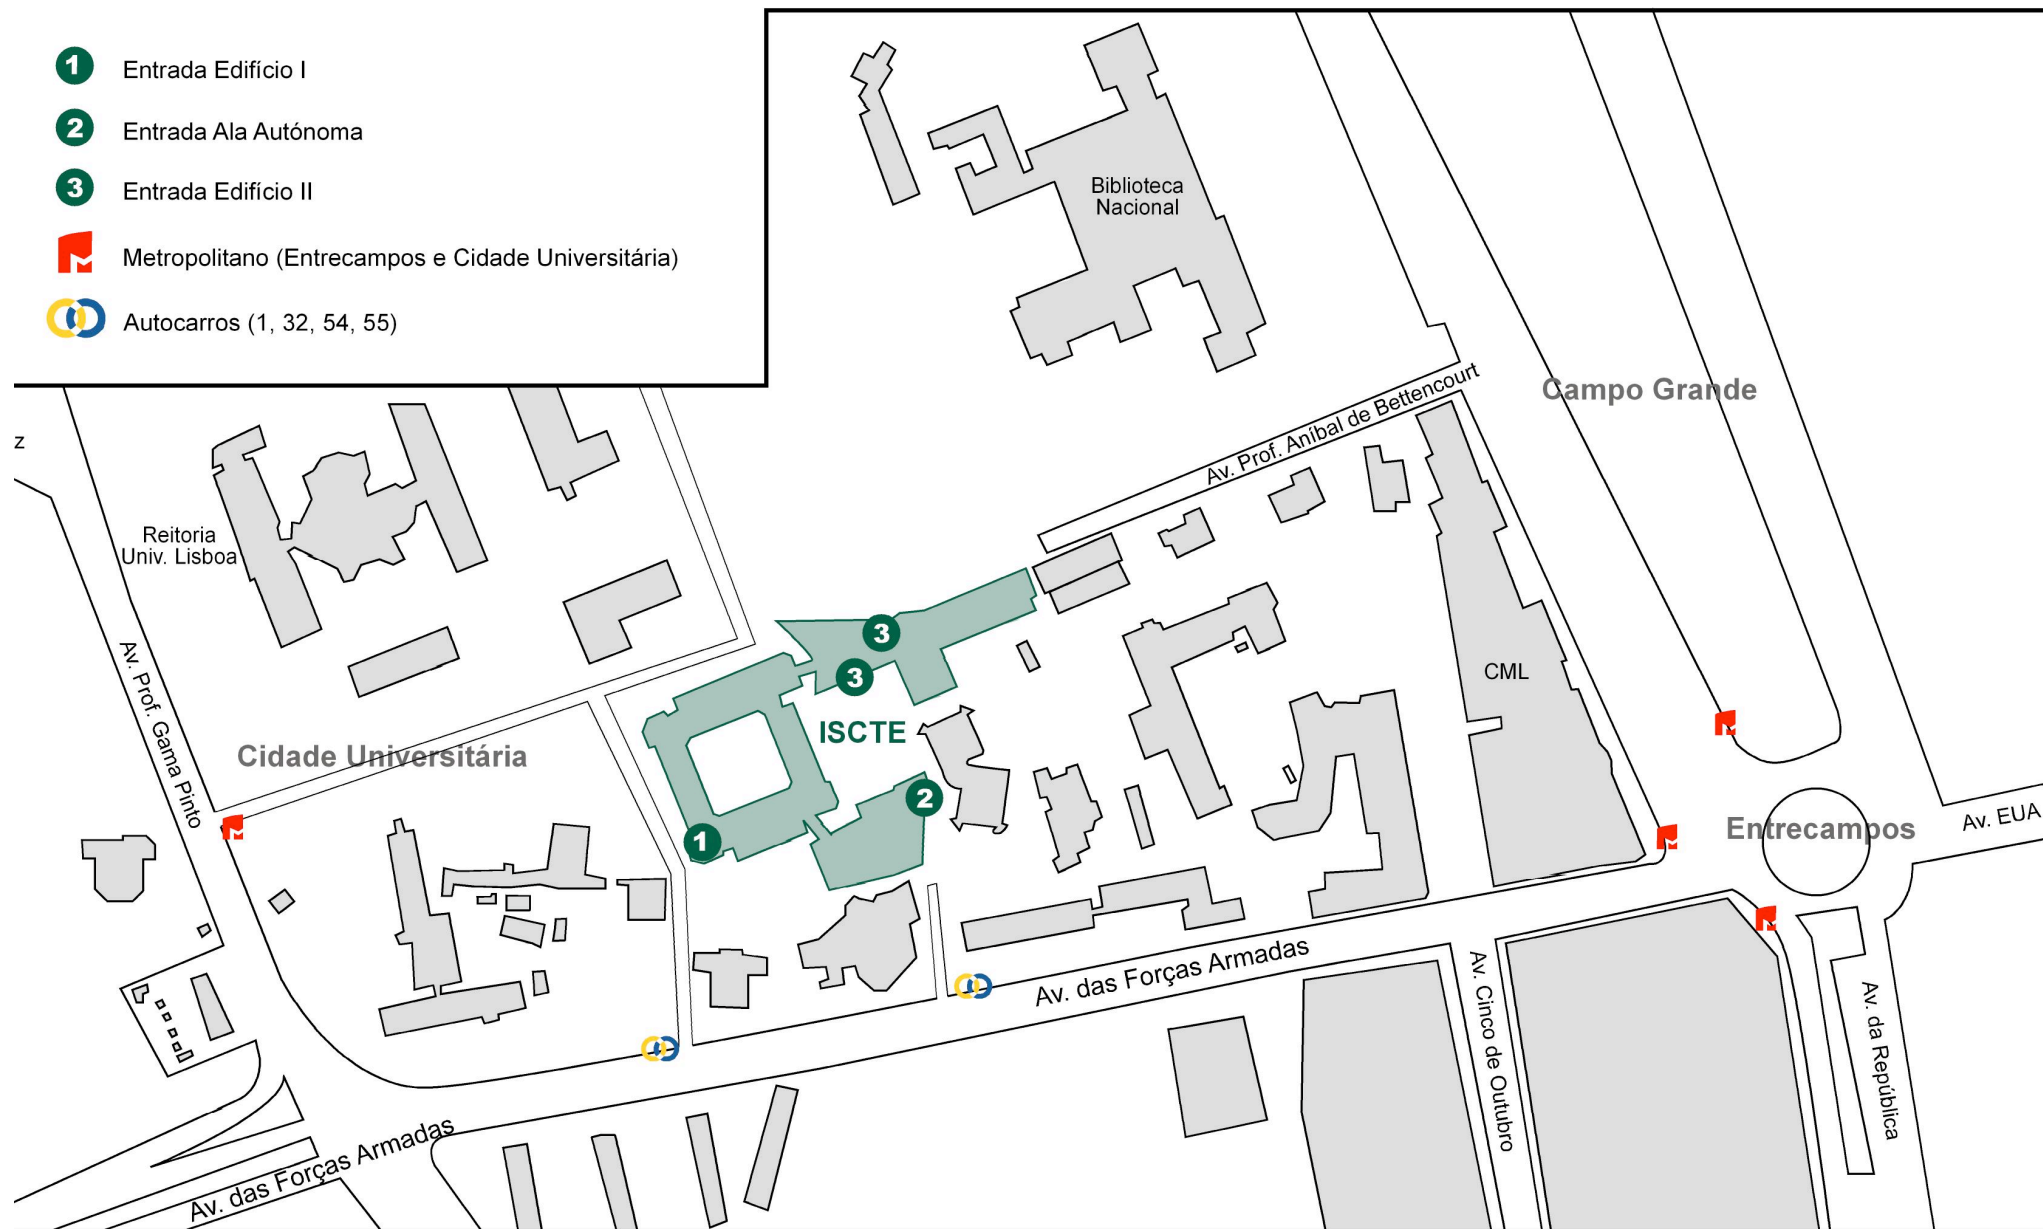 1 Entrada Edifício I
2 Entrada Ala Autónoma
3 Entrada Edifício II
Metropolitano (Entrecampos e Cidade Universitária)
Autocarros (1, 32, 54, 55)
Biblioteca
Nacional
Campo Grande
Av. Prof. Aníbal de Bettencourt
z
Reitoria
Univ. Lisboa
Av. Prof. Gama Pinto
Cidade Universitária
3
3
ISCTE
2
1
CML
Entrecampos
Av. EUA
Av. das Forças Armadas
Av. Cinco de Outubro
Av. da República
Av. das Forças Armadas